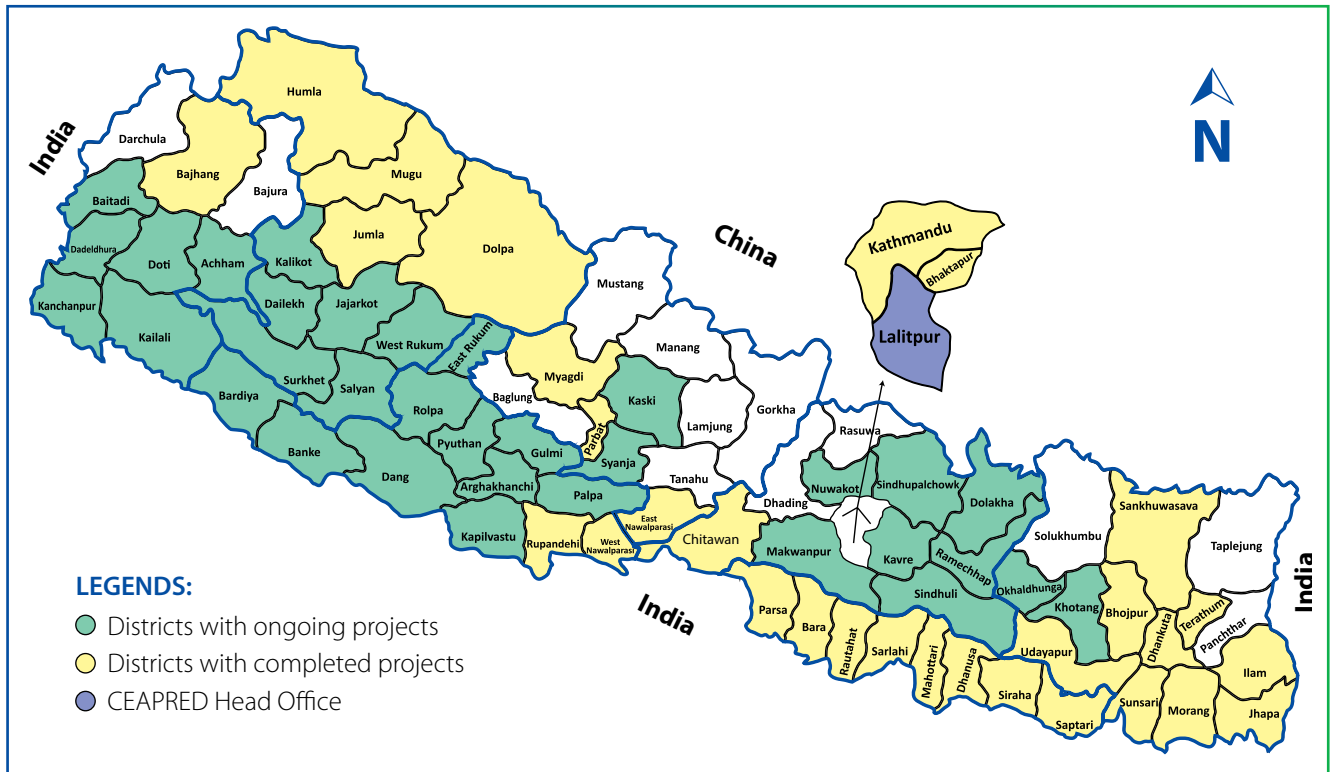 India
Darchula
Humla
Bajhang
Bajura
Mugu
Baitadi
Jumla
Dolpa
Dadeldhura
Doti
Achham
Kalikot
China
N
Kathmandu
Bhaktapur
Lalitpur
Kanchanpur
Kailali
Dailekh
Jajarkot
Mustang
West Rukum
East Rukum
Manang
Surkhet
Salyan
Myagdi
Bardiya
Rolpa
Baglung
Kaski
Lamjung
Gorkha
Parbat
Rasuwa
Banke
Pyuthan
Gulmi
Syanja
Dang
Arghakhanchi
Palpa
Tanahu
Nuwakot
Sindhupalchowk
Dhading
Dolakha
Sankhuwasava
Solukhumbu
Taplejung
India
Kapilvastu
Rupandehi
West
Nawalparasi
East
Nawalparasi
Chitawan
Makwanpur
Kavre
Ramechhap
Okhaldhunga
Khotang
Bhojpur
Dhankuta
Terathum
Panchthar
Sindhuli
India
Parsa
Bara
Rautahat
Sarlahi
Mahottari
Dhanusa
Siraha
Udayapur
Saptari
Sunsari
Morang
Ilam
Jhapa
LEGENDS:
Districts with ongoing projects
Districts with completed projects
CEAPRED Head Office